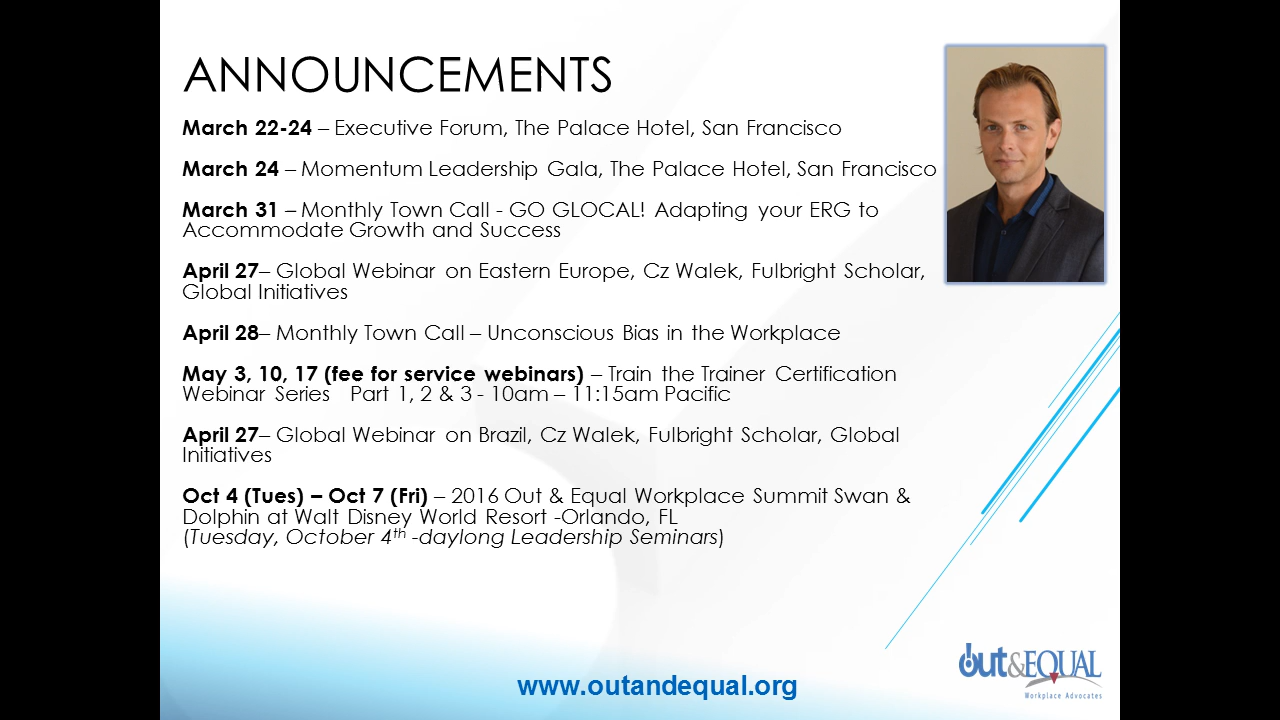 ANNOUNCEMENTS
March 22-24 – Executive Forum, The Palace Hotel, San Francisco
March 24 – Momentum Leadership Gala, The Palace Hotel, San Francisco
March 31 – Monthly Town Call - GO GLOCAL! Adapting your ERG to
Accommodate Growth and Success
April 27– Global Webinar on Eastern Europe, Cz Walek, Fulbright Scholar,
Global Initiatives
April 28– Monthly Town Call – Unconscious Bias in the Workplace
May 3, 10, 17 (fee for service webinars) – Train the Trainer Certification
Webinar Series Part 1, 2 & 3 - 10am – 11:15am Pacific
April 27– Global Webinar on Brazil, Cz Walek, Fulbright Scholar, Global
Initiatives
Oct 4 (Tues) – Oct 7 (Fri) – 2016 Out & Equal Workplace Summit Swan &
Dolphin at Walt Disney World Resort -Orlando, FL
(Tuesday, October 4th -daylong Leadership Seminars)
www.outandequal.org
Out&EQUAL
Workplace Advocates